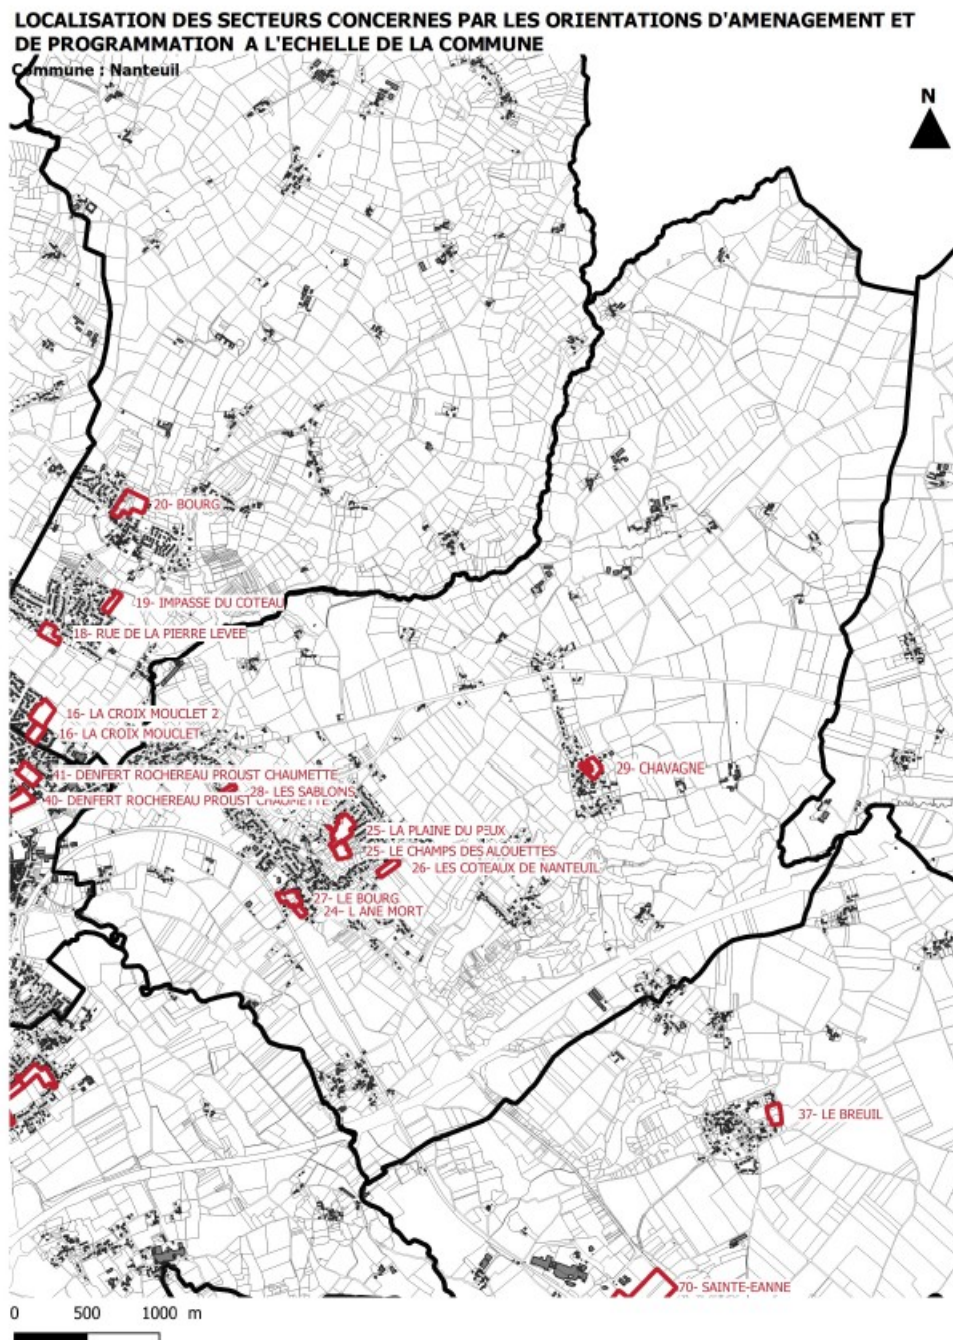 LOCALISATION DES SECTEURS CONCERNES PAR LES ORIENTATIONS D'AMENAGEMENT ET
DE PROGRAMMATION A L'ECHELLE DE LA COMMUNE
Commune : Nanteuil
N
20- BOURG
19- IMPASSE DU COTEAU
18- RUE DE LA PIERRE LEVEE
16- LA CROIX MOUCLET 2
16- LA CROIX MOUCLET
29- CHAVAGNE
41- DENFERT ROCHEREAU PROUST CHAUMETTE
28- LES SABLONS
40- DENFERT ROCHEREAU PROUST CHAUMETTE
25- LA PLAINE DU PEUX
25- LE CHAMPS DES ALOUETTES
26- LES COTEAUX DE NANTEUIL
27- LE BOURG
24- L ANE MORT
37- LE BREUIL
70- SAINTE-EANNE
0 500 1000 m